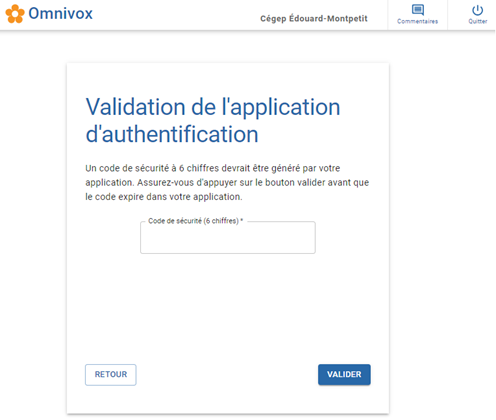 Omnivox
Cégep Édouard-Montpetit
Commentaires
Quitter
Validation de l'application
d'authentification
Un code de sécurité à 6 chiffres devrait être généré par votre
application. Assurez-vous d'appuyer sur le bouton valider avant que
le code expire dans votre application.
Code de sécurité (6 chiffres) *
RETOUR
VALIDER